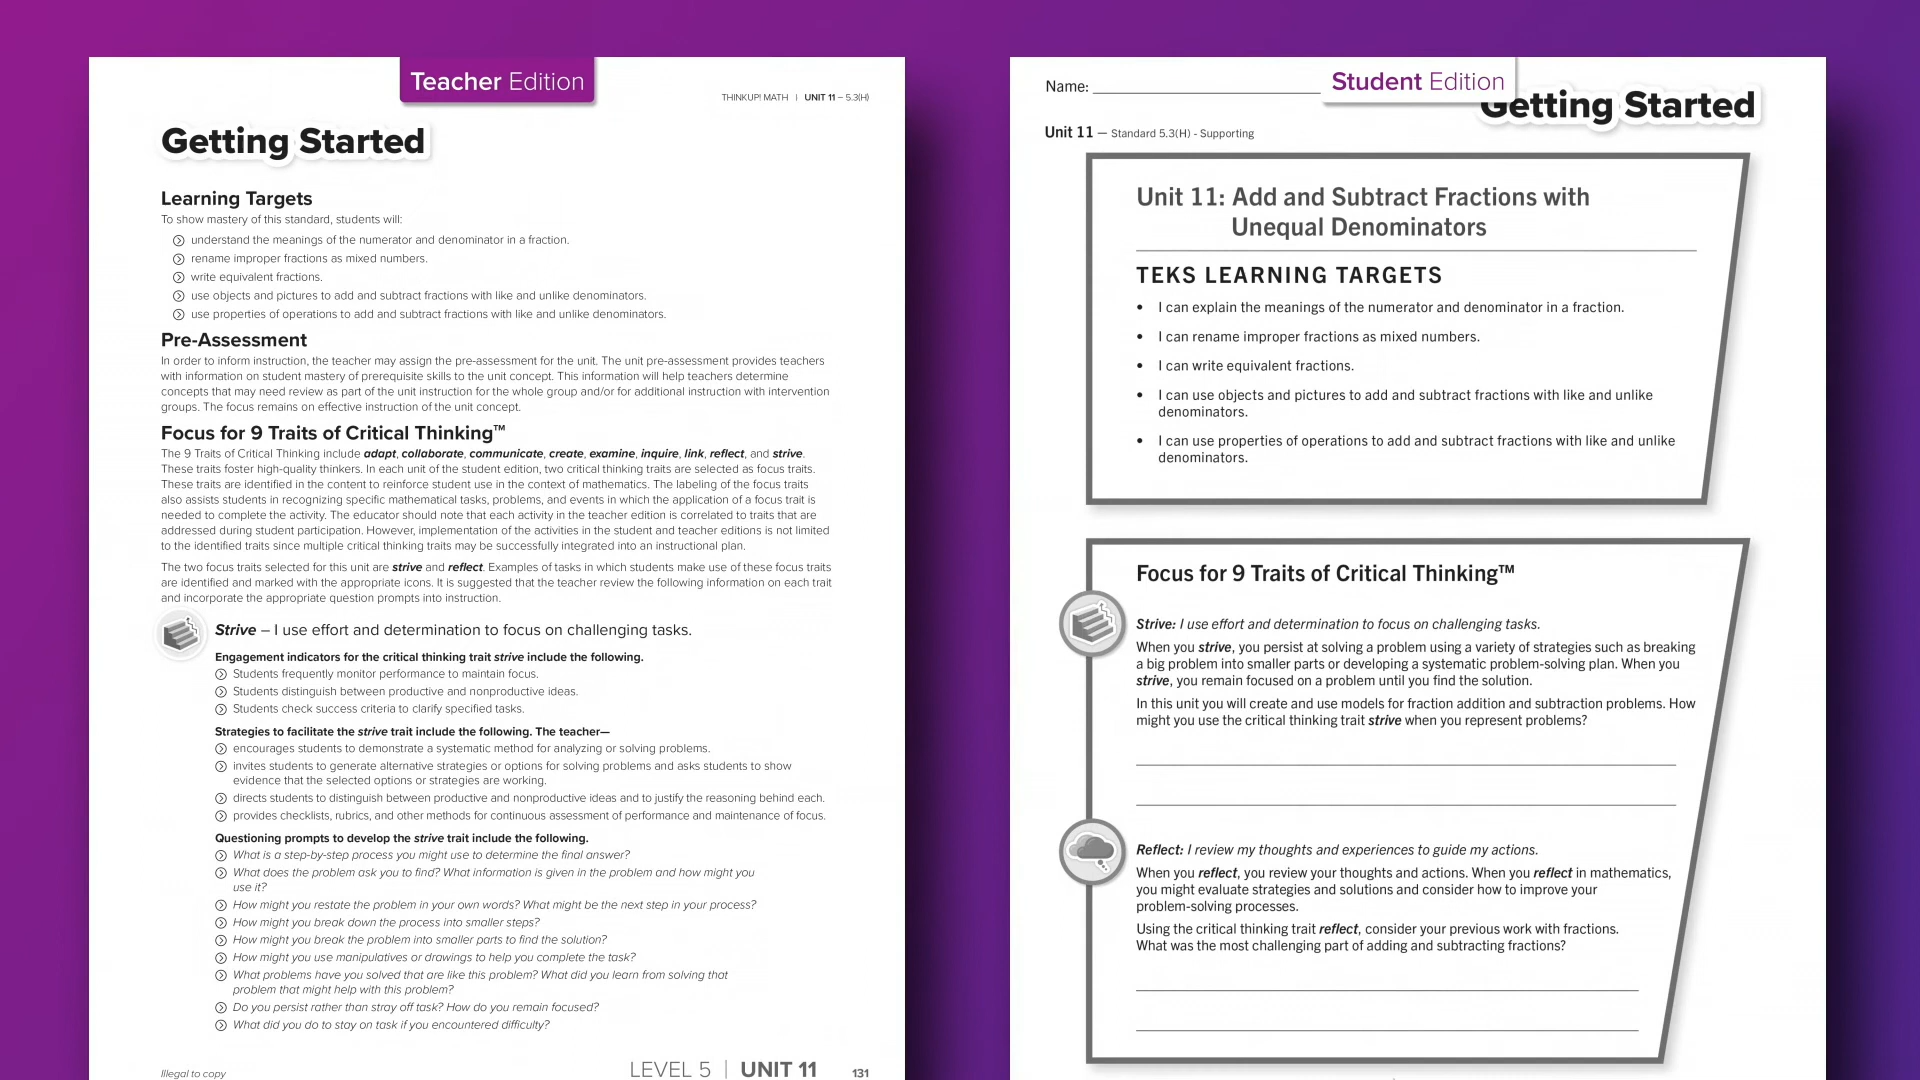 Teacher Edition
THINKUP! MATH | UNIT 11 – 5.3(H)
Getting Started
Learning Targets
To show mastery of this standard, students will:
understand the meanings of the numerator and denominator in a fraction.
rename improper fractions as mixed numbers.
write equivalent fractions.
use objects and pictures to add and subtract fractions with like and unlike denominators.
use properties of operations to add and subtract fractions with like and unlike denominators.
Pre-Assessment
In order to inform instruction, the teacher may assign the pre-assessment for the unit. The unit pre-assessment provides teachers
with information on student mastery of prerequisite skills to the unit concept. This information will help teachers determine
concepts that may need review as part of the unit instruction for the whole group and/or for additional instruction with intervention
groups. The focus remains on effective instruction of the unit concept.
Focus for 9 Traits of Critical Thinking™
The 9 Traits of Critical Thinking include adapt, collaborate, communicate, create, examine, inquire, link, reflect, and strive.
These traits foster high-quality thinkers. In each unit of the student edition, two critical thinking traits are selected as focus traits.
These traits are identified in the content to reinforce student use in the context of mathematics. The labeling of the focus traits
also assists students in recognizing specific mathematical tasks, problems, and events in which the application of a focus trait is
needed to complete the activity. The educator should note that each activity in the teacher edition is correlated to traits that are
addressed during student participation. However, implementation of the activities in the student and teacher editions is not limited
to the identified traits since multiple critical thinking traits may be successfully integrated into an instructional plan.
The two focus traits selected for this unit are strive and reflect. Examples of tasks in which students make use of these focus traits
are identified and marked with the appropriate icons. It is suggested that the teacher review the following information on each trait
and incorporate the appropriate question prompts into instruction.
Strive – I use effort and determination to focus on challenging tasks.
Engagement indicators for the critical thinking trait strive include the following.
Students frequently monitor performance to maintain focus.
Students distinguish between productive and nonproductive ideas.
Students check success criteria to clarify specified tasks.
Strategies to facilitate the strive trait include the following. The teacher—
encourages students to demonstrate a systematic method for analyzing or solving problems.
invites students to generate alternative strategies or options for solving problems and asks students to show
evidence that the selected options or strategies are working.
directs students to distinguish between productive and nonproductive ideas and to justify the reasoning behind each.
provides checklists, rubrics, and other methods for continuous assessment of performance and maintenance of focus.
Questioning prompts to develop the strive trait include the following.
What is a step-by-step process you might use to determine the final answer?
What does the problem ask you to find? What information is given in the problem and how might you
use it?
How might you restate the problem in your own words? What might be the next step in your process?
How might you break down the process into smaller steps?
How might you break the problem into smaller parts to find the solution?
How might you use manipulatives or drawings to help you complete the task?
What problems have you solved that are like this problem? What did you learn from solving that
problem that might help with this problem?
Do you persist rather than stray off task? How do you remain focused?
What did you do to stay on task if you encountered difficulty?
Illegal to copy
LEVEL 5 | UNIT 11 131
Name:
Student Edition
Getting Started
Unit 11 – Standard 5.3(H) - Supporting
Unit 11: Add and Subtract Fractions with
Unequal Denominators
TEKS LEARNING TARGETS
• I can explain the meanings of the numerator and denominator in a fraction.
• I can rename improper fractions as mixed numbers.
• I can write equivalent fractions.
• I can use objects and pictures to add and subtract fractions with like and unlike
denominators.
• I can use properties of operations to add and subtract fractions with like and unlike
denominators.
Focus for 9 Traits of Critical Thinking™
Strive: I use effort and determination to focus on challenging tasks.
When you strive, you persist at solving a problem using a variety of strategies such as breaking
a big problem into smaller parts or developing a systematic problem-solving plan. When you
strive, you remain focused on a problem until you find the solution.
In this unit you will create and use models for fraction addition and subtraction problems. How
might you use the critical thinking trait strive when you represent problems?
Reflect: I review my thoughts and experiences to guide my actions.
When you reflect, you review your thoughts and actions. When you reflect in mathematics,
you might evaluate strategies and solutions and consider how to improve your
problem-solving processes.
Using the critical thinking trait reflect, consider your previous work with fractions.
What was the most challenging part of adding and subtracting fractions?